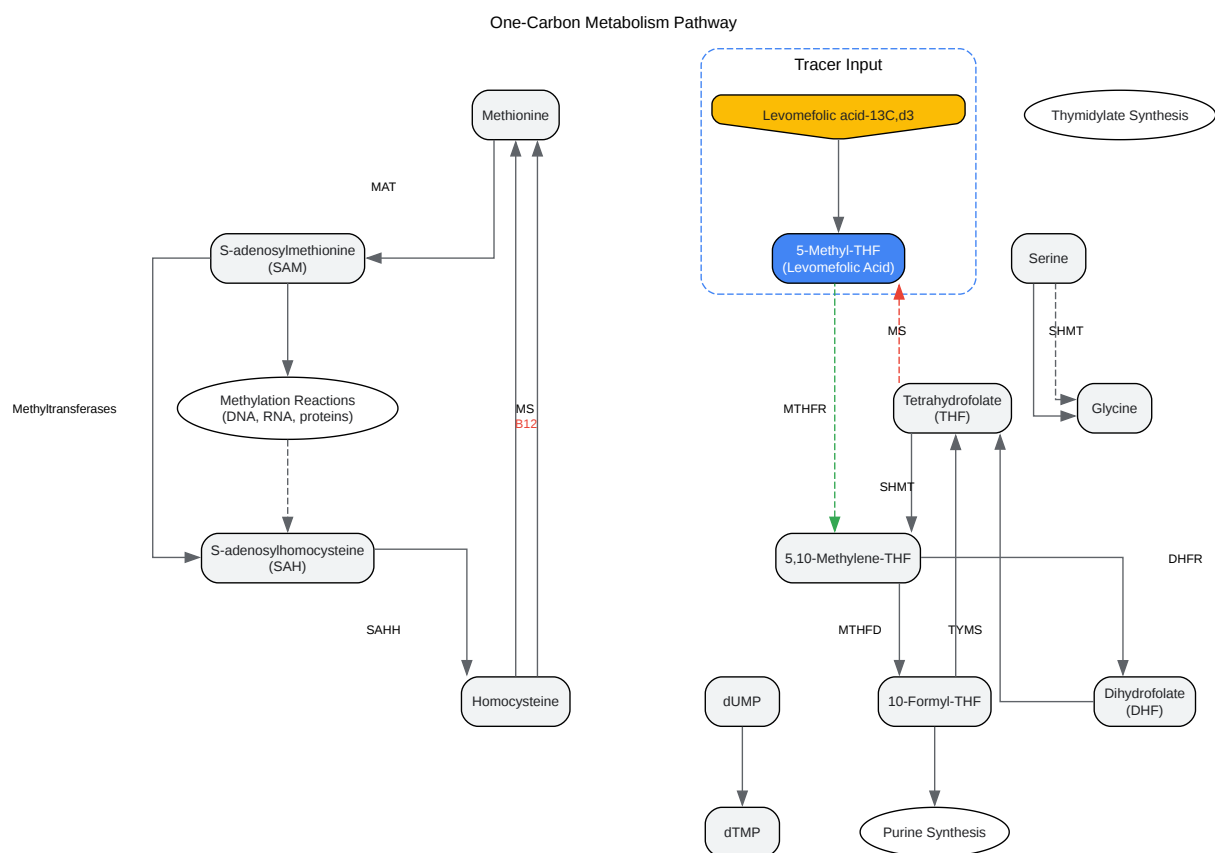 One-Carbon Metabolism Pathway
Tracer Input
Methionine
Levomefolic acid-13C,d3
Thymidylate Synthesis
MAT
S-adenosylmethionine
(SAM)
5-Methyl-THF
(Levomefolic Acid)
Serine
MS
SHMT
Methyltransferases
Methylation Reactions
(DNA, RNA, proteins)
MS
B12
MTHFR
Tetrahydrofolate
(THF)
Glycine
SHMT
S-adenosylhomocysteine
(SAH)
5,10-Methylene-THF
DHFR
SAHH
MTHFD
TYMS
Homocysteine
dUMP
10-Formyl-THF
Dihydrofolate
(DHF)
dTMP
Purine Synthesis